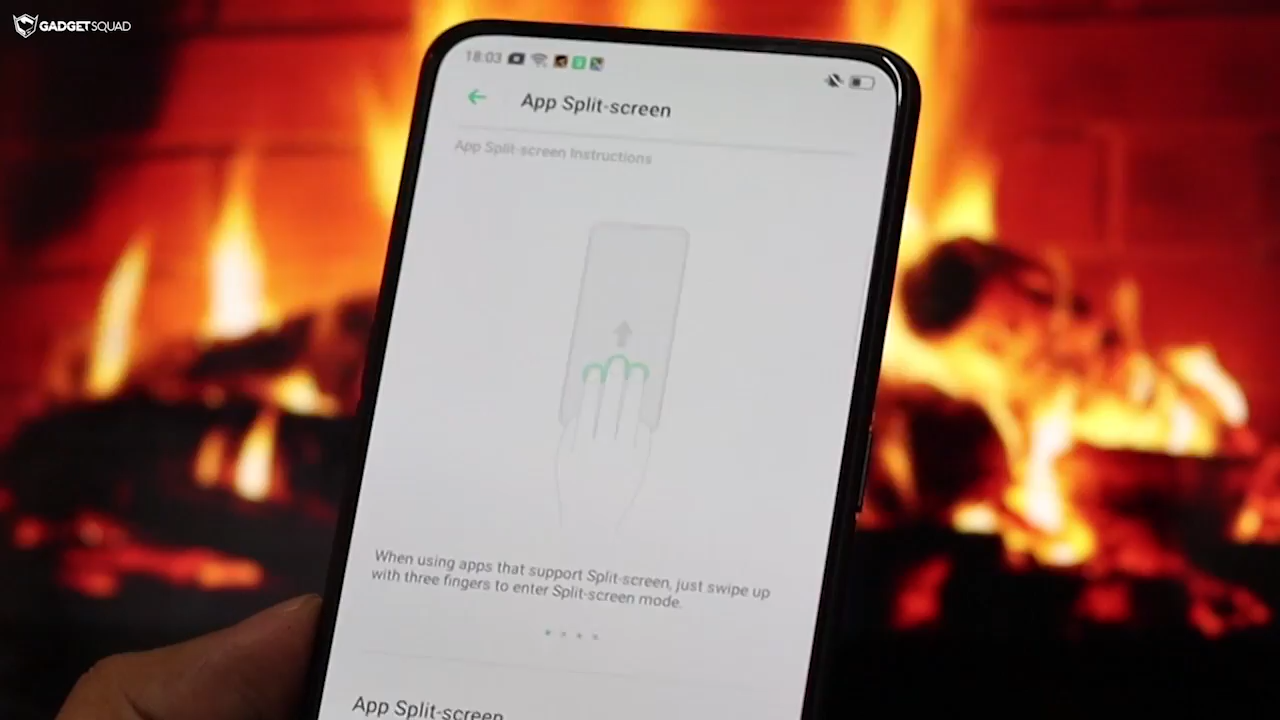 GADGETSQUAD
18:03
App Split-screen
App Split-screen Instructions
When using apps that support Split-screen, just swipe up
with three fingers to enter Split-screen mode.
App Split-screen